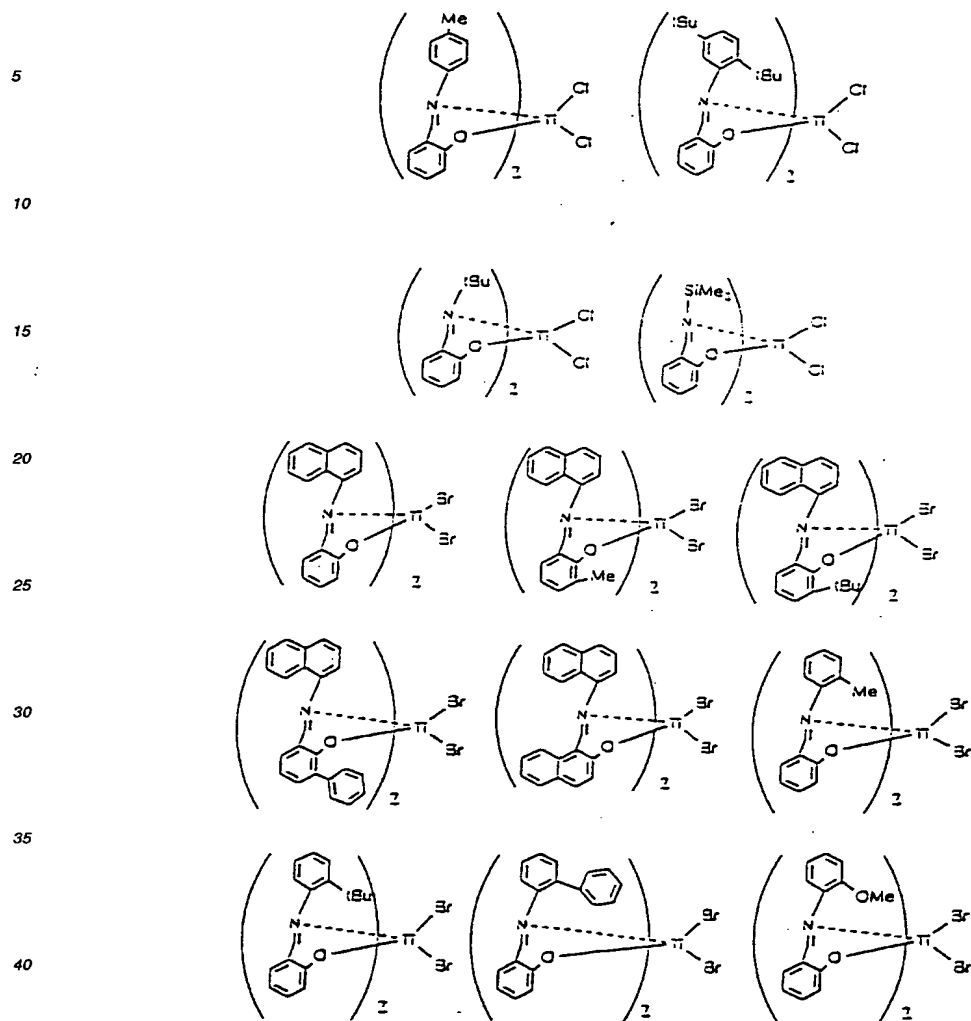 Me tBu
5 N Cl N tBu Cl
O Ti O Ti
Cl Cl
2 2
10
tBu SiMe3
15 N Cl N Cl
O Ti O Ti
Cl Cl
2 2
20
N Br N Br N Br
O Ti O Ti O Ti
Br Br Br
25 2 Me 2 tBu 2
30 N Br N Br N Me Br
O Ti O Ti O Ti
Br Br Br
2 2 2
35
tBu OMe
N Br N Br N Br
O Ti O Ti O Ti
40 Br Br Br
2 2 2